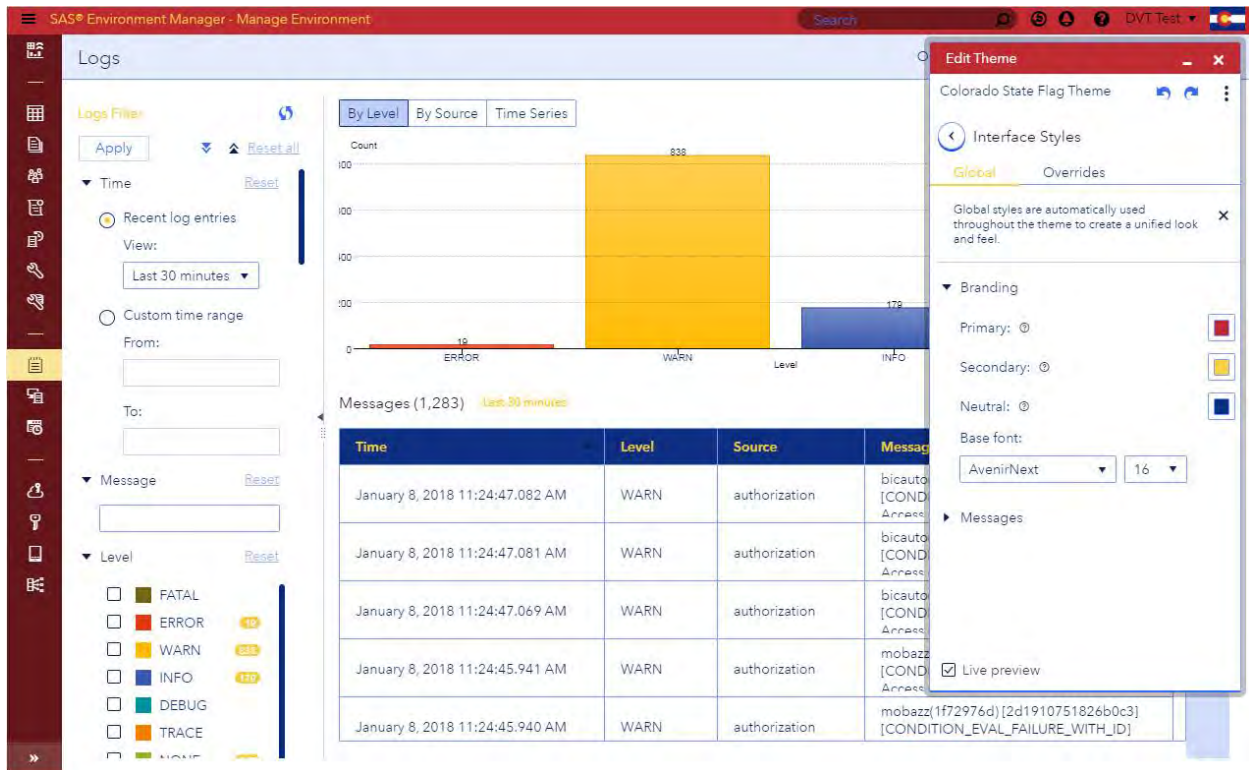 SAS® Environment Manager - Manage Environment
Search
DVT Test
Logs
Logs Filter
Apply
Reset all
Time
Reset
Recent log entries
View:
Last 30 minutes
Custom time range
From:
To:
Message
Reset
Level
Reset
FATAL
ERROR
WARN
INFO
DEBUG
TRACE
By Level
By Source
Time Series
Count
838
179
19
0
ERROR
WARN
INFO
Level
Messages (1,283)
Last 30 minutes
Time Level Source
January 8, 2018 11:24:47.082 AM WARN authorization
January 8, 2018 11:24:47.081 AM WARN authorization
January 8, 2018 11:24:47.069 AM WARN authorization
January 8, 2018 11:24:45.941 AM WARN authorization
January 8, 2018 11:24:45.940 AM WARN authorization
mobazz(1f72976d) [2d1910751826b0c3]
[CONDITION_EVAL_FAILURE_WITH_ID]
Edit Theme
Colorado State Flag Theme
Interface Styles
Global
Overrides
Global styles are automatically used
throughout the theme to create a unified look
and feel.
Branding
Primary:
Secondary:
Neutral:
Base font:
AvenirNext
16
Messages
Live preview